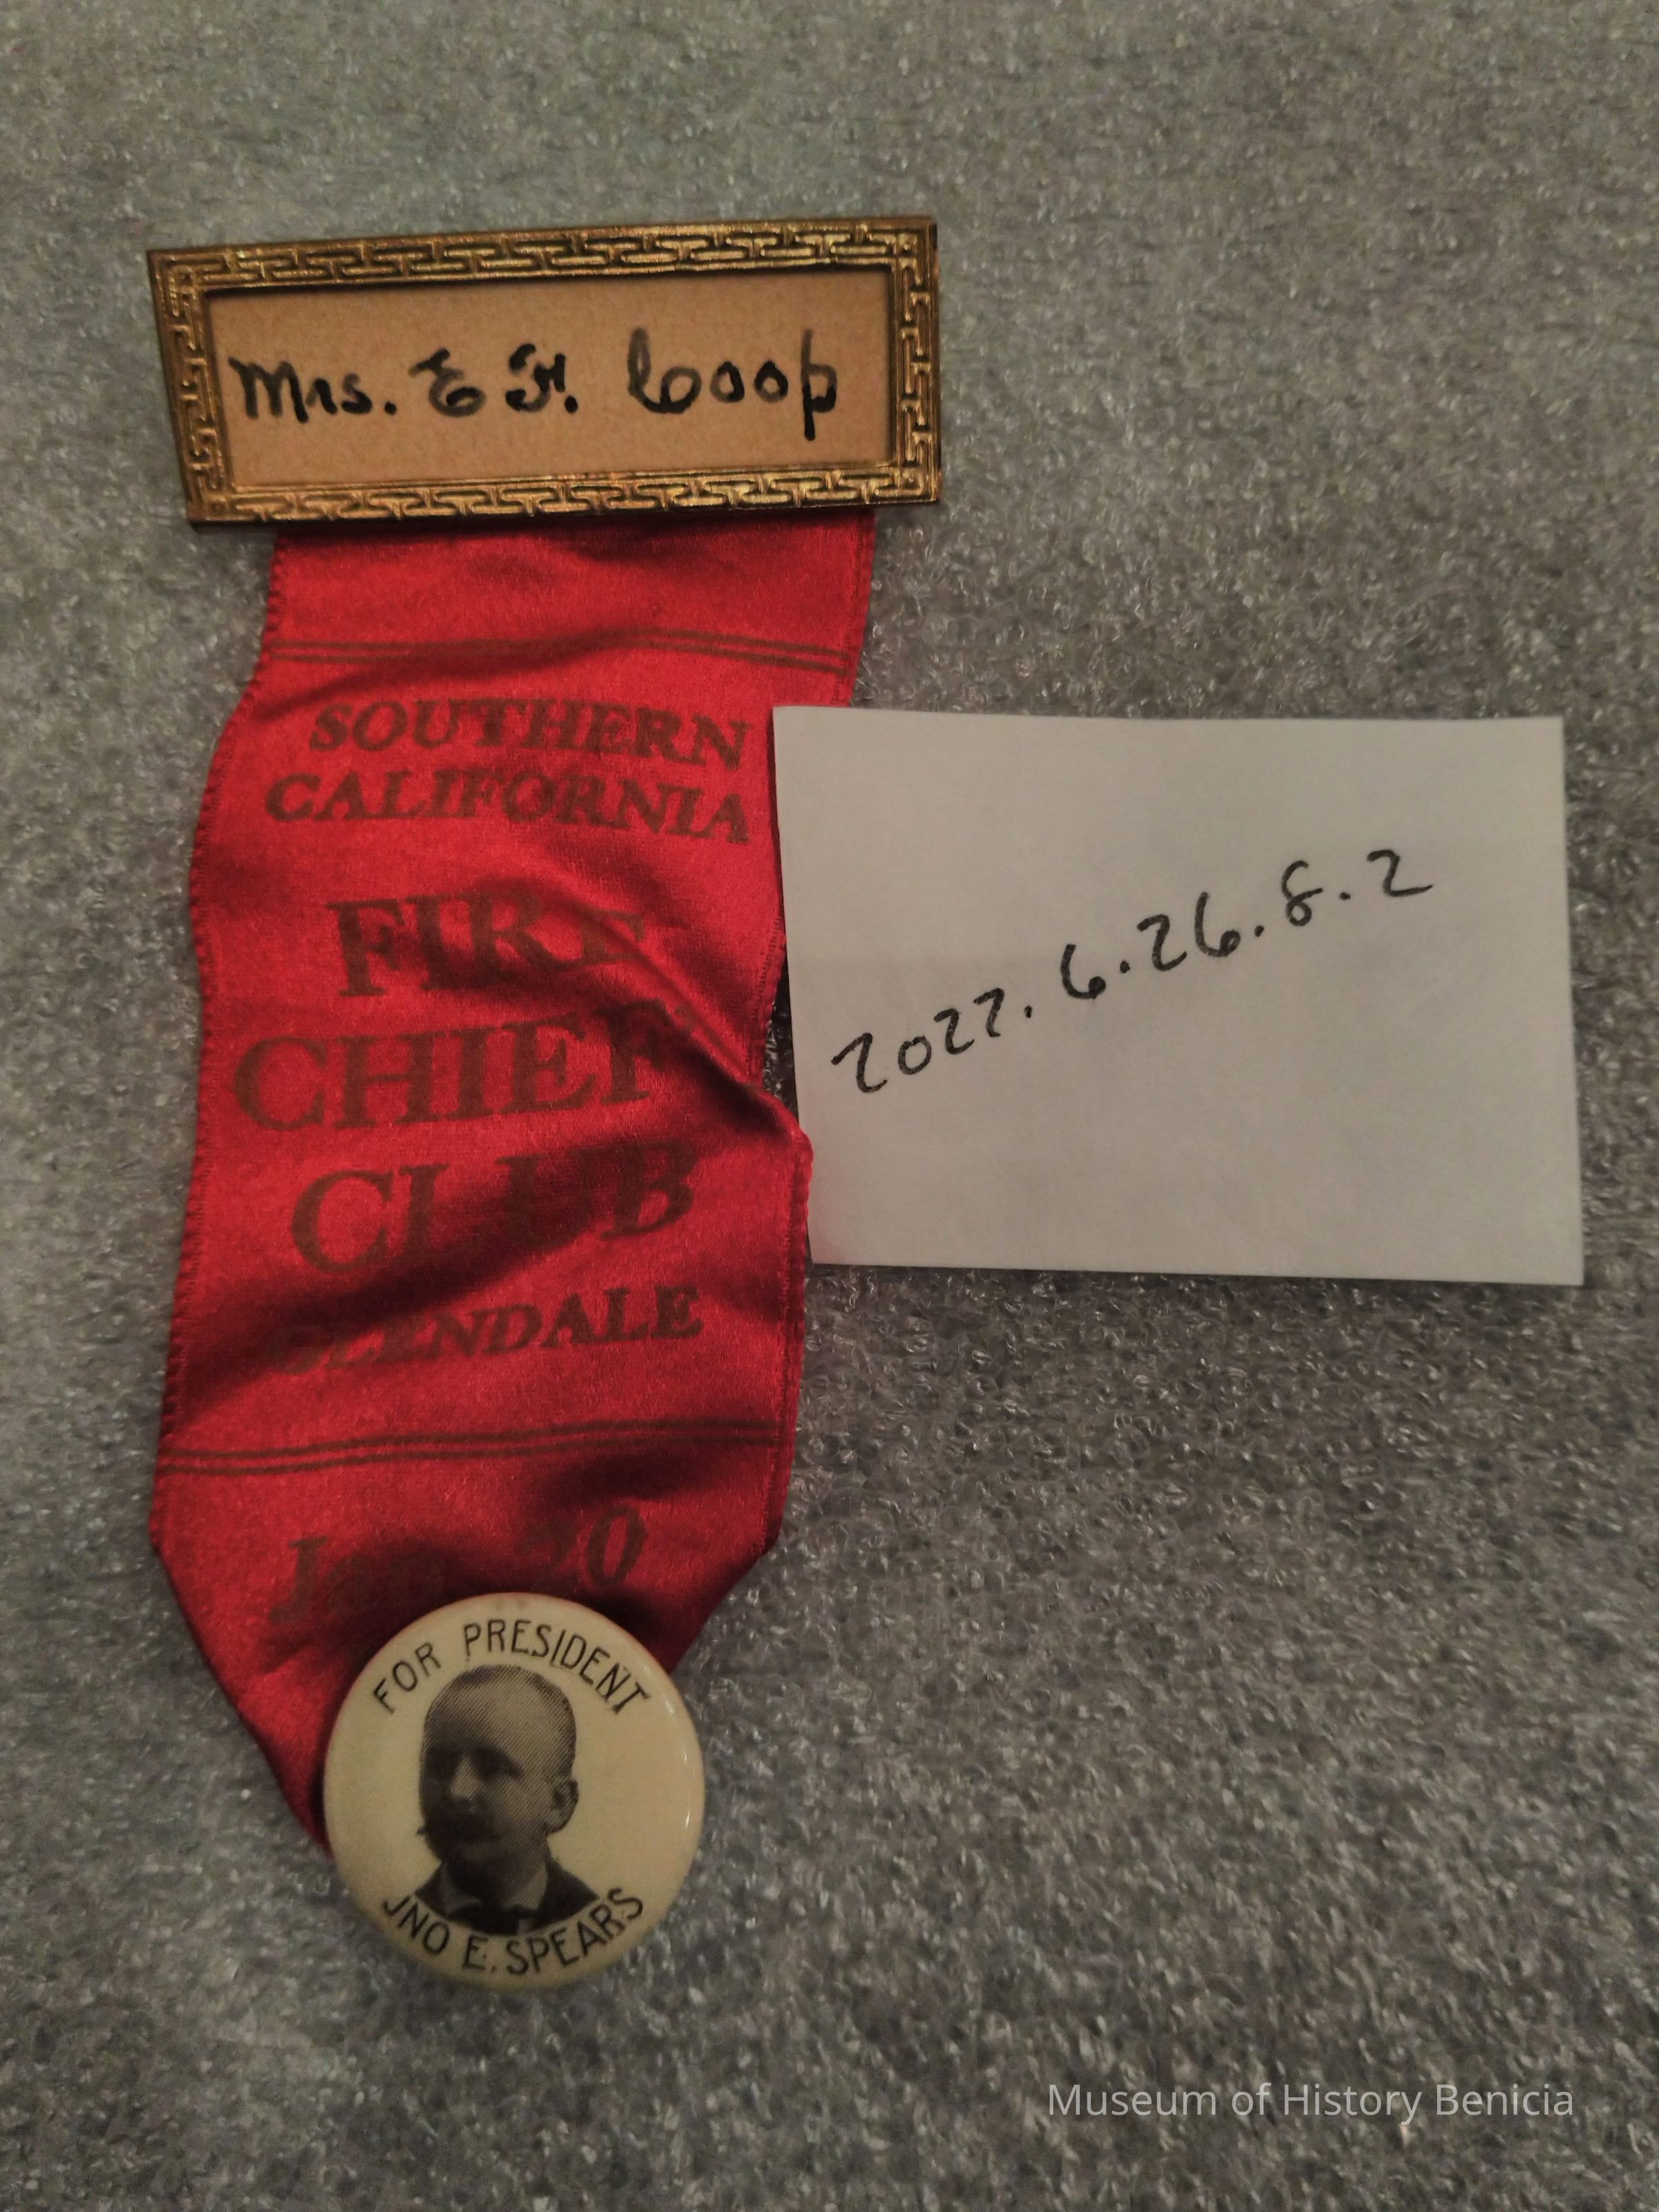 Mrs. E. F. Coop
SOUTHERN
CALIFORNIA
FIRE
CHIEF
CLUB
GLENDALE
Jan
FOR PRESIDENT
JNO E. SPEARS
2022.6.26.8.2
Museum of History Benicia